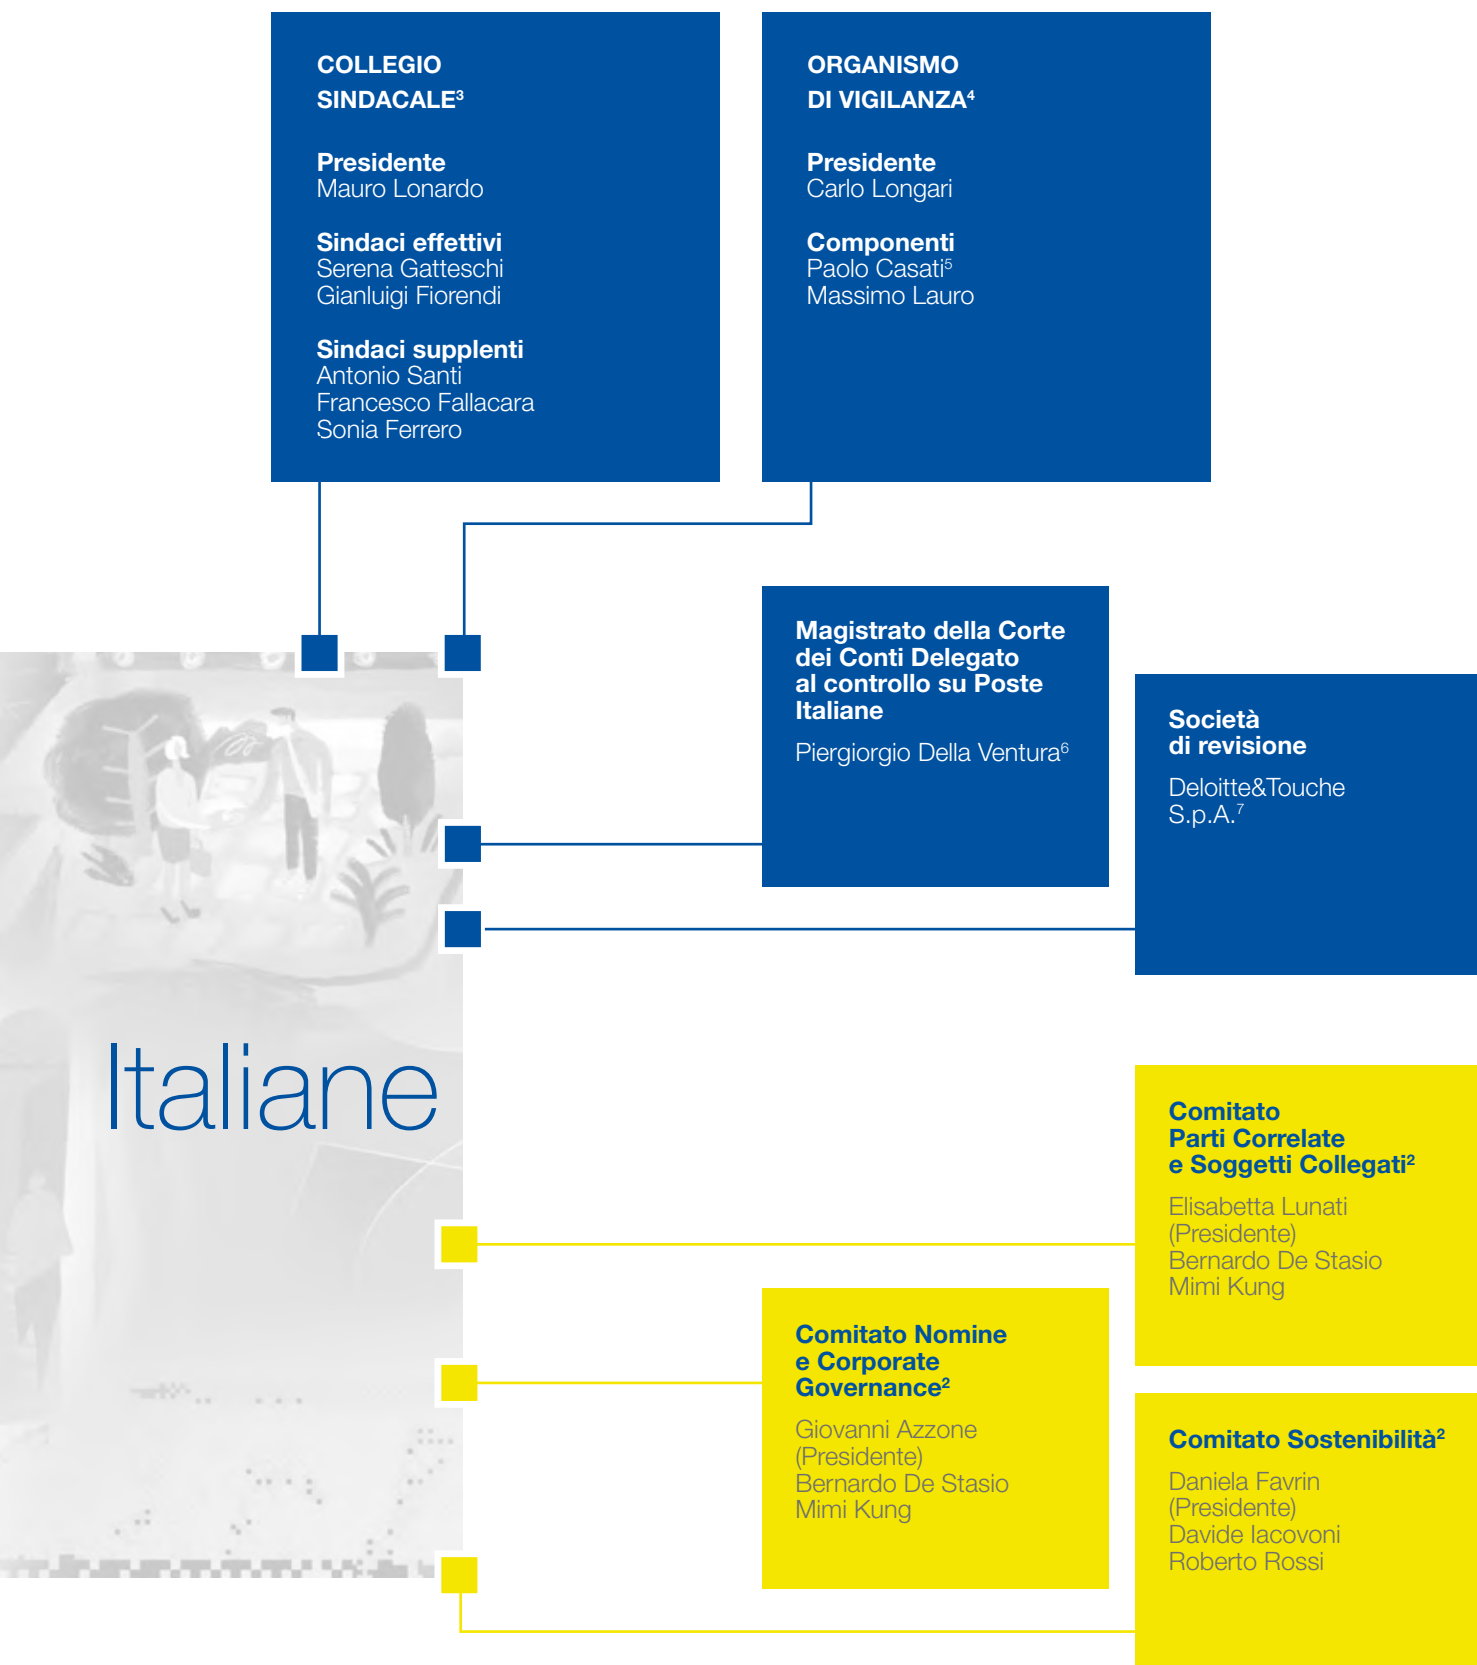 COLLEGIO
SINDACALE³
Presidente
Mauro Lonardo
Sindaci effettivi
Serena Gatteschi
Gianluigi Fiorendi
Sindaci supplenti
Antonio Santi
Francesco Fallacara
Sonia Ferrero
ORGANISMO
DI VIGILANZA⁴
Presidente
Carlo Longari
Componenti
Paolo Casati⁵
Massimo Lauro
Magistrato della Corte
dei Conti Delegato
al controllo su Poste
Italiane
Piergiorgio Della Ventura⁶
Società
di revisione
Deloitte&Touche
S.p.A.⁷
Italiane
Comitato
Parti Correlate
e Soggetti Collegati²
Elisabetta Lunati
(Presidente)
Bernardo De Stasio
Mimi Kung
Comitato Nomine
e Corporate
Governance²
Giovanni Azzone
(Presidente)
Bernardo De Stasio
Mimi Kung
Comitato Sostenibilità²
Daniela Favrin
(Presidente)
Davide Iacovoni
Roberto Rossi